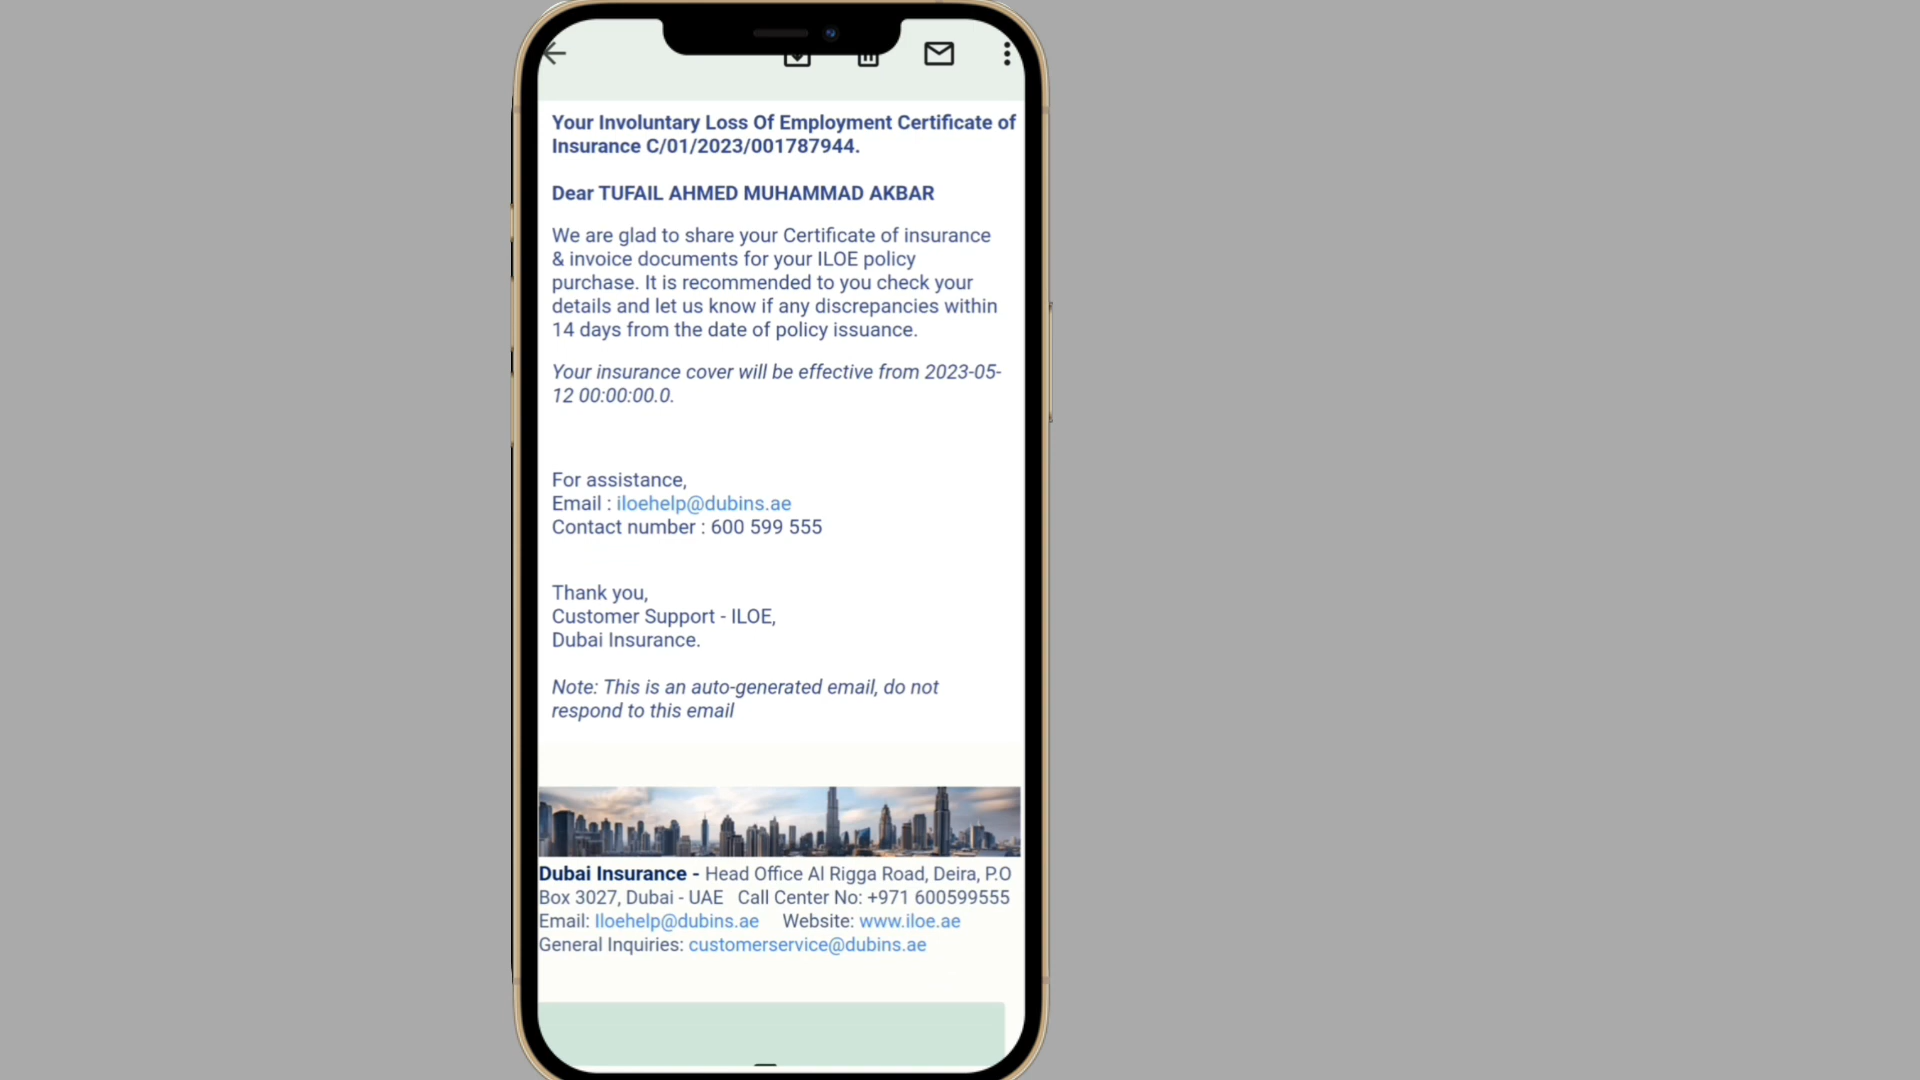 Your Involuntary Loss Of Employment Certificate of
Insurance C/01/2023/001787944.
Dear TUFAIL AHMED MUHAMMAD AKBAR
We are glad to share your Certificate of insurance
& invoice documents for your ILOE policy
purchase. It is recommended to you check your
details and let us know if any discrepancies within
14 days from the date of policy issuance.
Your insurance cover will be effective from 2023-05-
12 00:00:00.0.
For assistance,
Email : iloehelp@dubins.ae
Contact number : 600 599 555
Thank you,
Customer Support - ILOE,
Dubai Insurance.
Note: This is an auto-generated email, do not
respond to this email
Dubai Insurance - Head Office Al Rigga Road, Deira, P.O
Box 3027, Dubai - UAE Call Center No: +971 600599555
Email: Iloehelp@dubins.ae Website: www.iloe.ae
General Inquiries: customerservice@dubins.ae